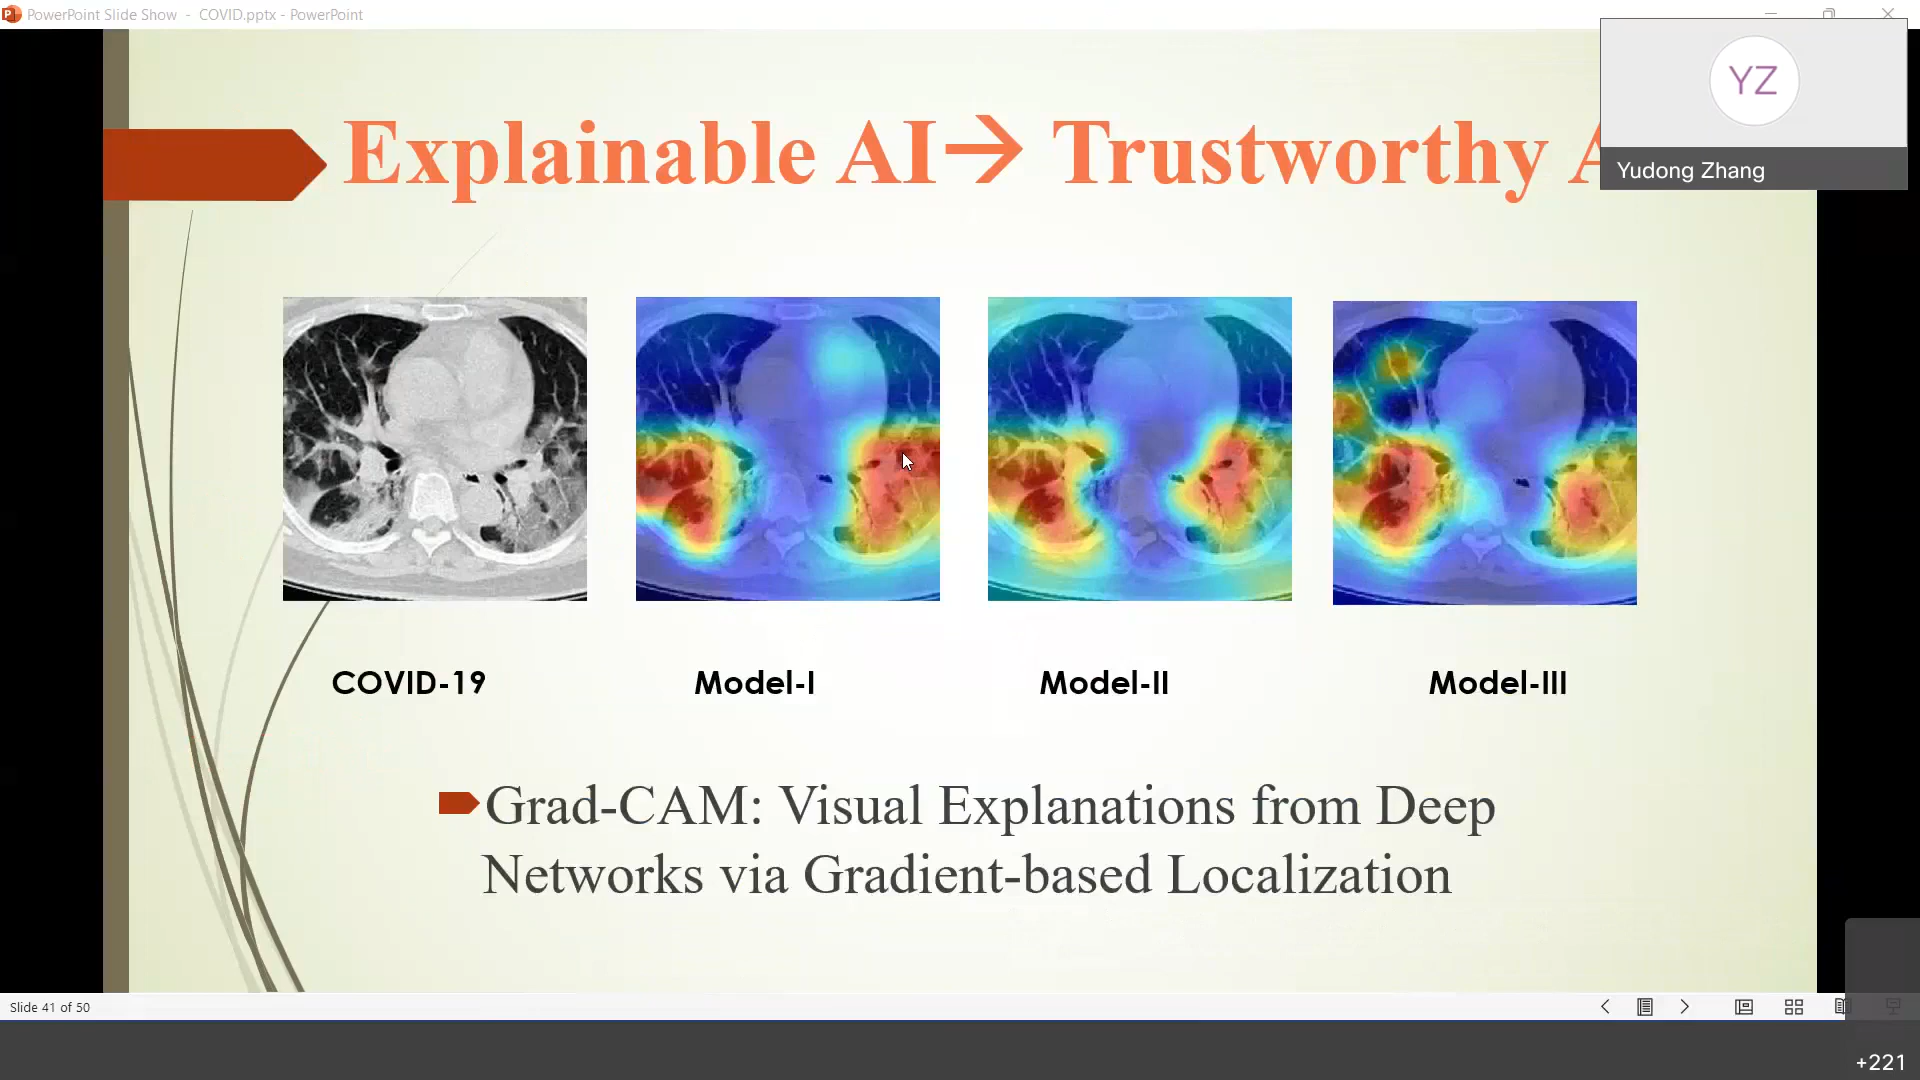 PowerPoint Slide Show - COVID.pptx - PowerPoint
YZ
Yudong Zhang
Explainable AI→ Trustworthy A
COVID-19
Model-I
Model-II
Model-III
Grad-CAM: Visual Explanations from Deep
Networks via Gradient-based Localization
Slide 41 of 50
+221